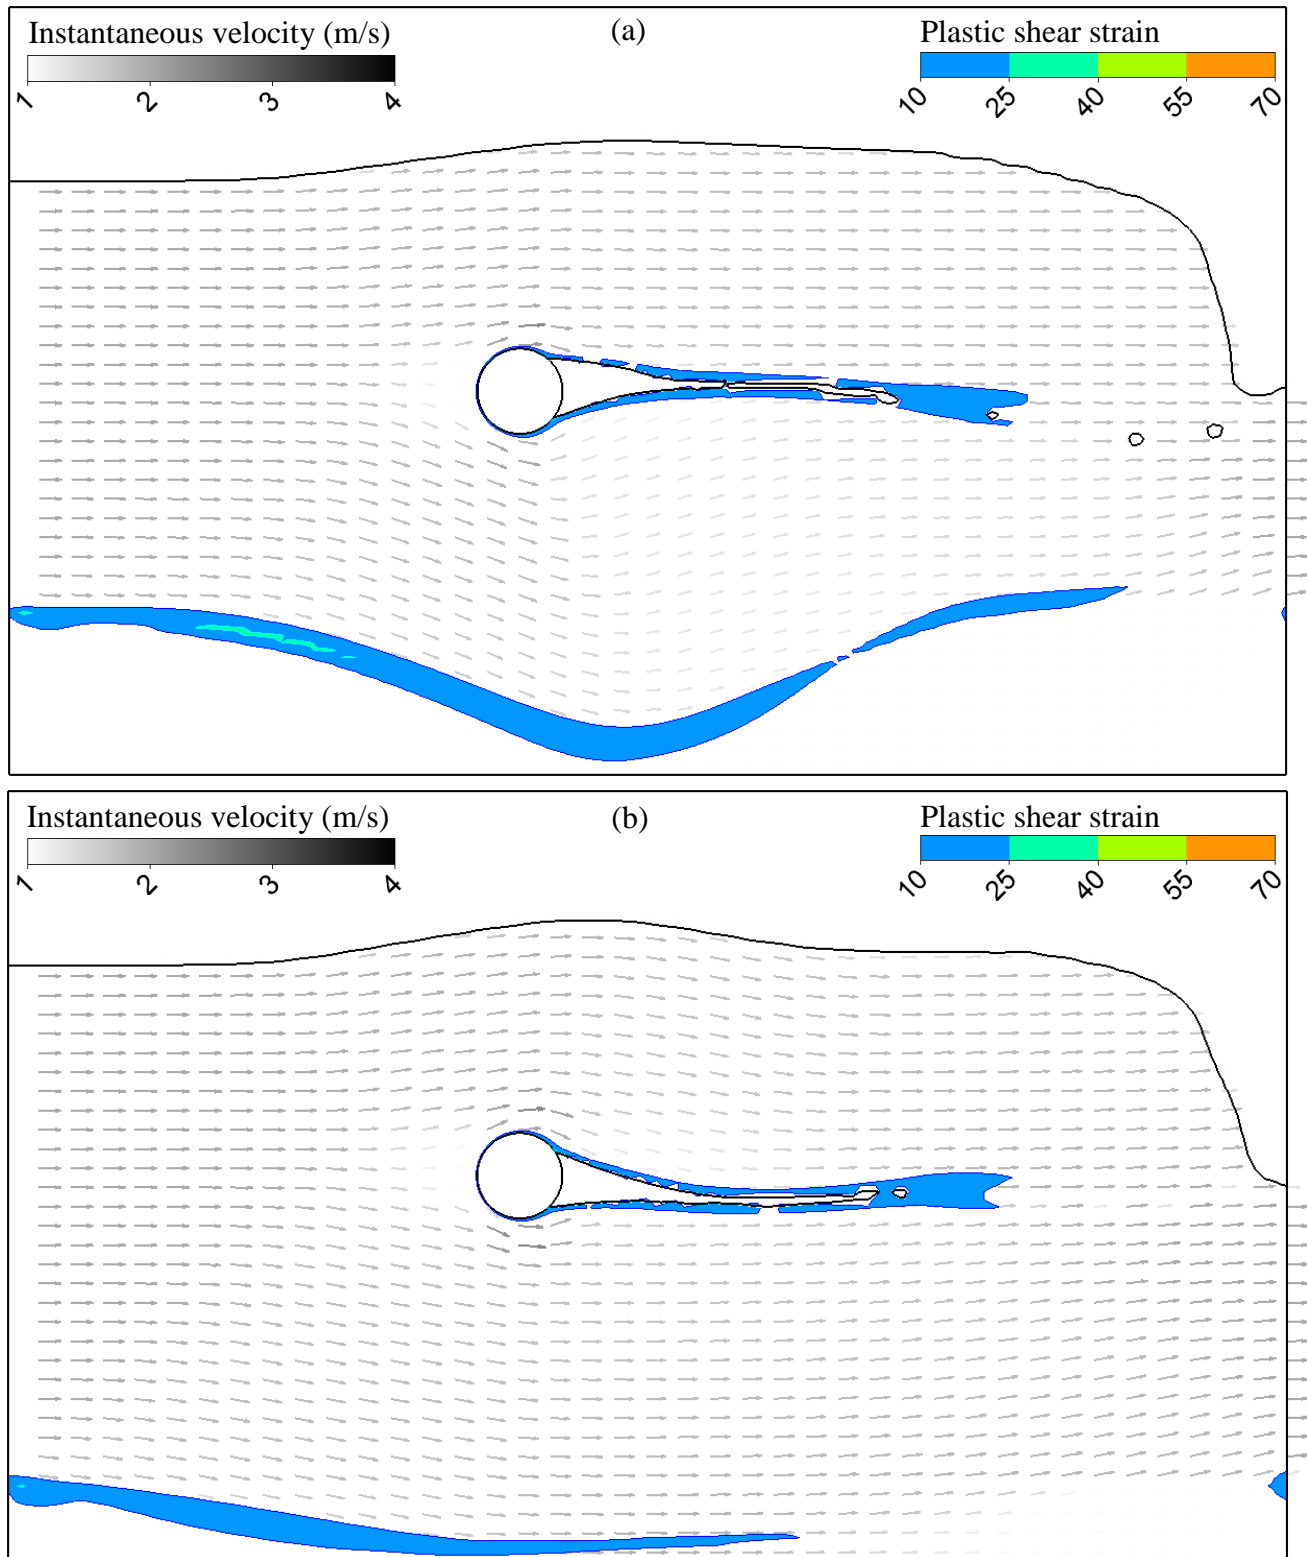 Instantaneous velocity (m/s) (a) Plastic shear strain
1 2 3 4 10 25 40 55 70
Instantaneous velocity (m/s) (b) Plastic shear strain
1 2 3 4 10 25 40 55 70